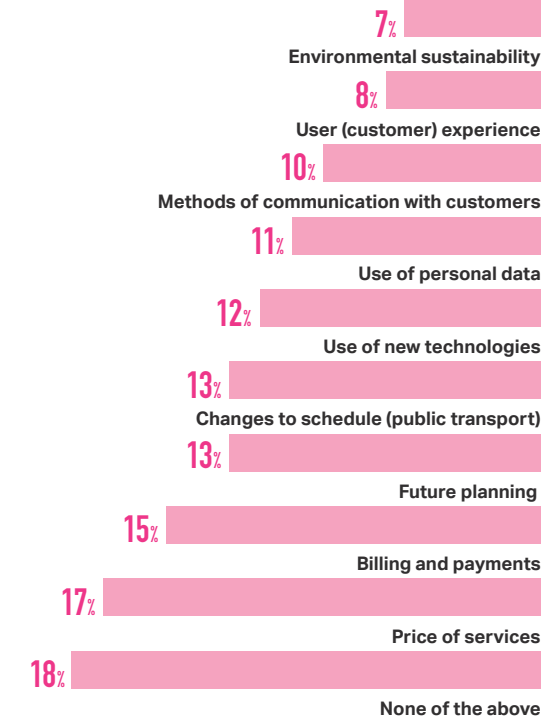 7%
Environmental sustainability
8%
User (customer) experience
10%
Methods of communication with customers
11%
Use of personal data
12%
Use of new technologies
13%
Changes to schedule (public transport)
13%
Future planning
15%
Billing and payments
17%
Price of services
18%
None of the above